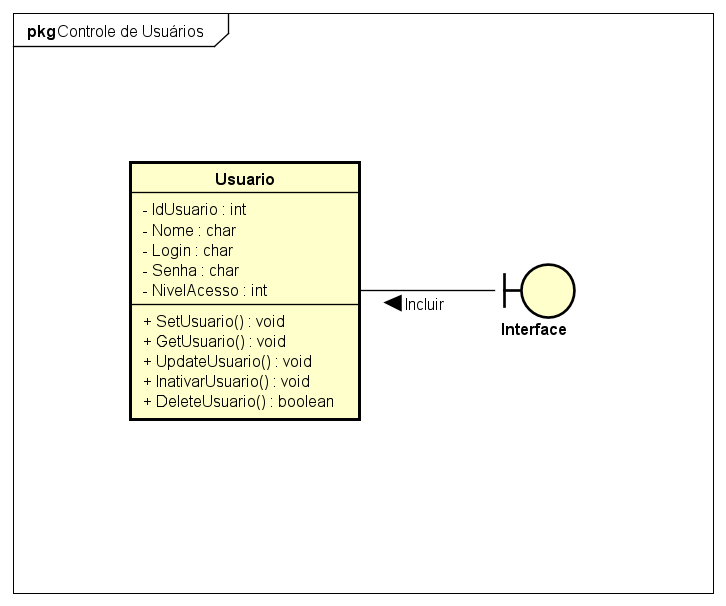 pkg Controle de Usuários
Usuario
- IdUsuario : int
- Nome : char
- Login : char
- Senha : char
- NivelAcesso : int
+ SetUsuario() : void
+ GetUsuario() : void
+ UpdateUsuario() : void
+ InativarUsuario() : void
+ DeleteUsuario() : boolean
Incluir
Interface